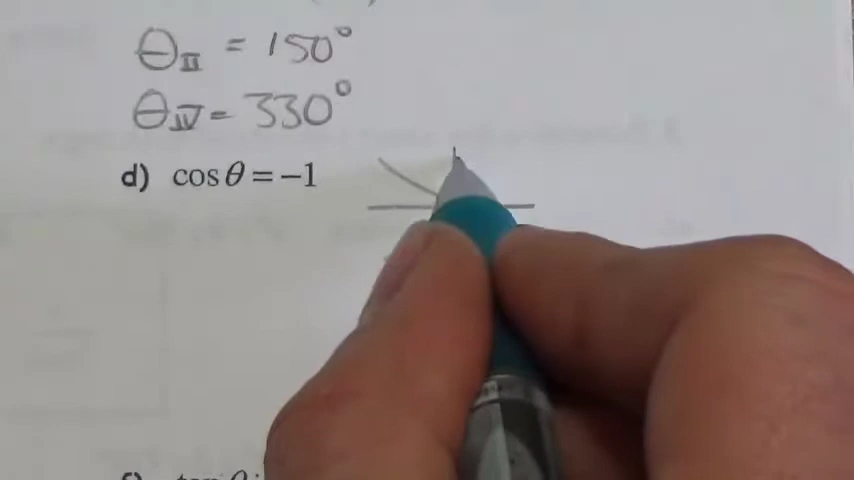 θ_II = 150°
θ_IV = 330°
d) cos θ = −1